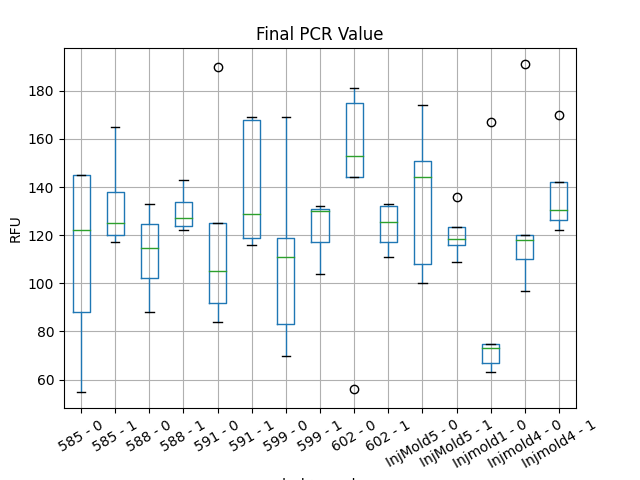 Final PCR Value
RFU
180
160
140
120
100
80
60
585 - 0
585 - 1
588 - 0
588 - 1
591 - 0
591 - 1
599 - 0
599 - 1
602 - 0
602 - 1
InjMold5 - 0
InjMold5 - 1
Injmold1 - 0
Injmold4 - 0
Injmold4 - 1